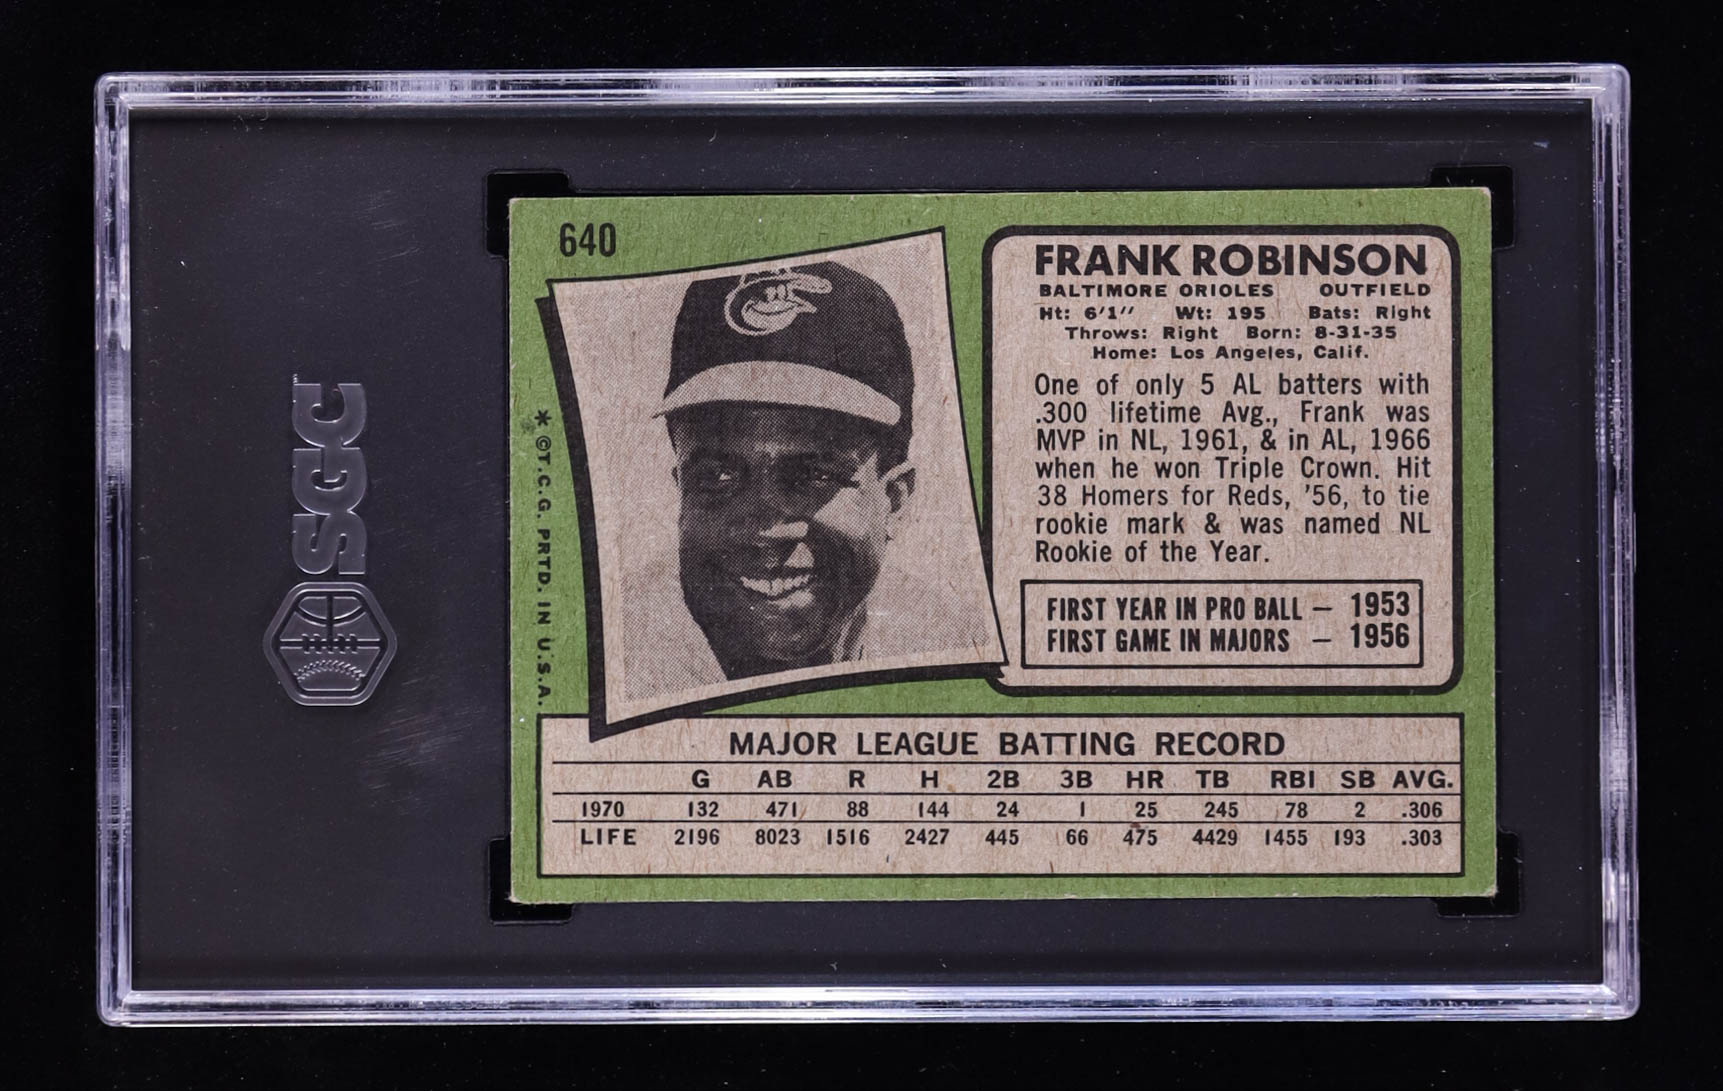 SGC
640
* ©T.C.G. PRTD. IN U.S.A.
FRANK ROBINSON
BALTIMORE ORIOLES OUTFIELD
Ht: 6'1'' Wt: 195 Bats: Right
Throws: Right Born: 8-31-35
Home: Los Angeles, Calif.
One of only 5 AL batters with
.300 lifetime Avg., Frank was
MVP in NL, 1961, & in AL, 1966
when he won Triple Crown. Hit
38 Homers for Reds, '56, to tie
rookie mark & was named NL
Rookie of the Year.
FIRST YEAR IN PRO BALL — 1953
FIRST GAME IN MAJORS — 1956
MAJOR LEAGUE BATTING RECORD
G AB R H 2B 3B HR TB RBI SB AVG.
1970 132 471 88 144 24 1 25 245 78 2 .306
LIFE 2196 8023 1516 2427 445 66 475 4429 1455 193 .303